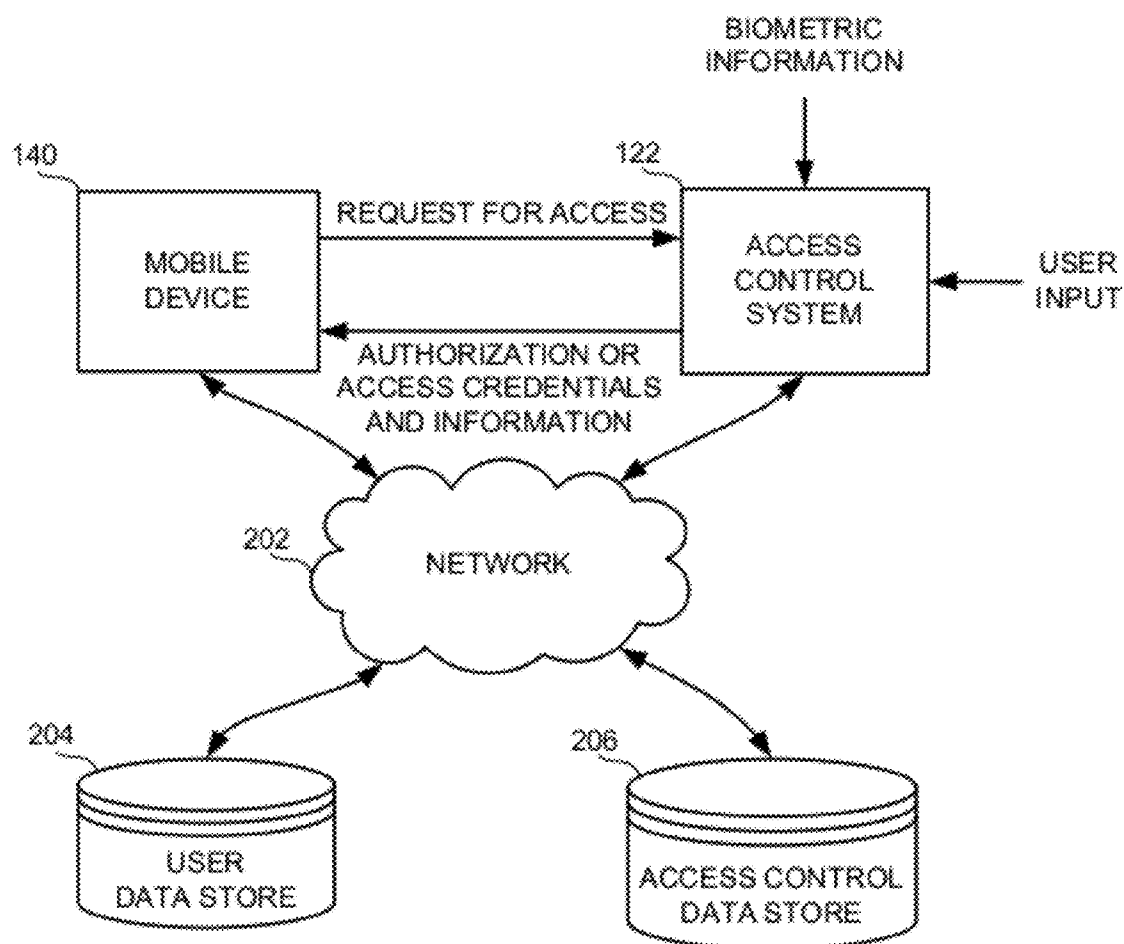 BIOMETRIC
INFORMATION
140
122
REQUEST FOR ACCESS
MOBILE
DEVICE
ACCESS
CONTROL
SYSTEM
USER
INPUT
AUTHORIZATION OR
ACCESS CREDENTIALS
AND INFORMATION
202
NETWORK
204
206
USER
DATA STORE
ACCESS CONTROL
DATA STORE